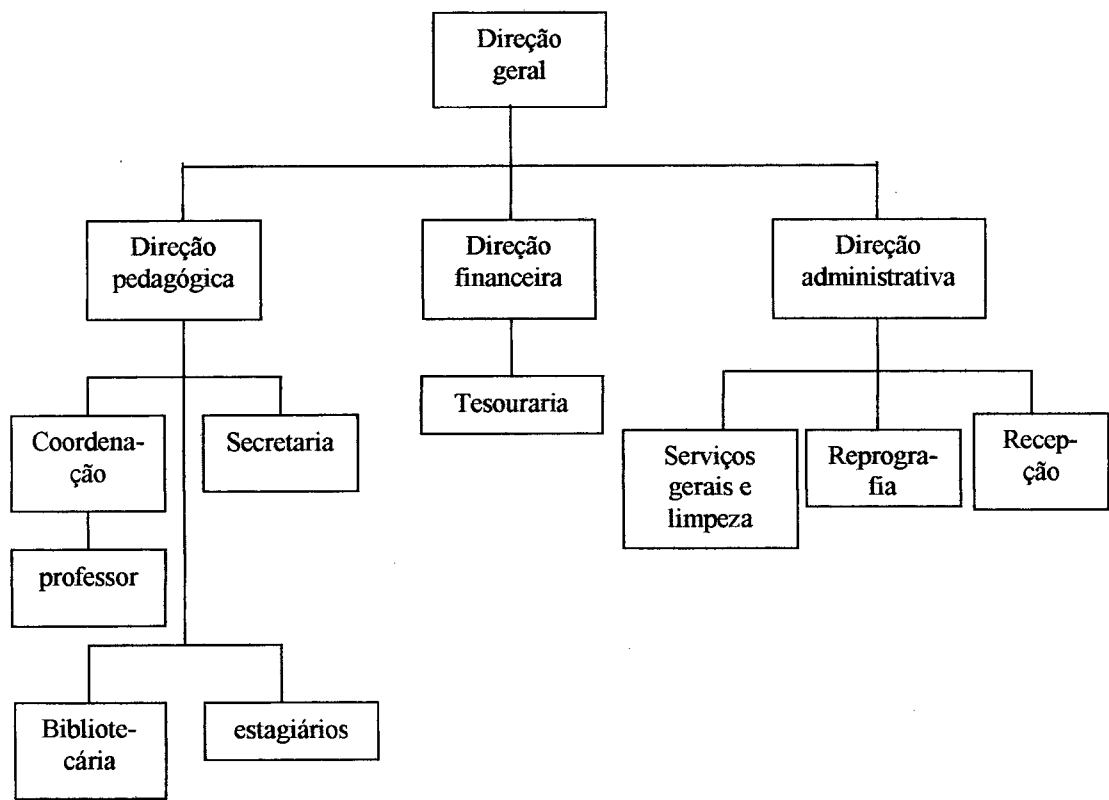 Direção
geral
Direção
pedagógica
Direção
financeira
Direção
administrativa
Coordena-
ção
Secretaria
Tesouraria
Serviços
gerais e
limpeza
Reprogra-
fia
Recep-
ção
professor
Bibliote-
cária
estagiários